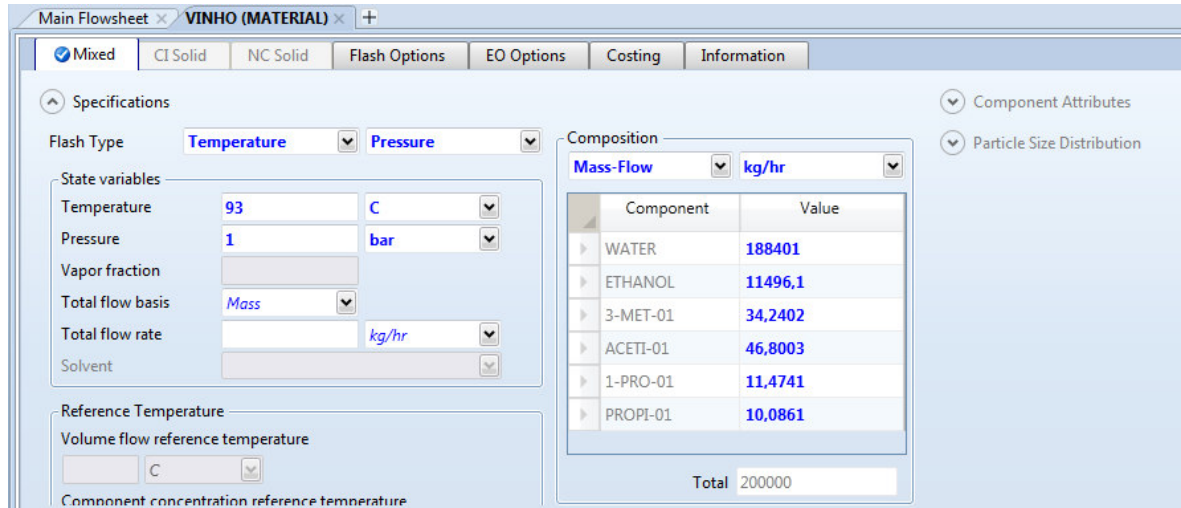 Main Flowsheet × VINHO (MATERIAL) × +
Mixed CI Solid NC Solid Flash Options EO Options Costing Information
Specifications
Flash Type Temperature Pressure
State variables
Temperature 93 C
Pressure 1 bar
Vapor fraction
Total flow basis Mass
Total flow rate kg/hr
Solvent
Reference Temperature
Volume flow reference temperature
C
Component concentration reference temperature
Composition
Mass-Flow kg/hr
Component Value
WATER 188401
ETHANOL 11496,1
3-MET-01 34,2402
ACETI-01 46,8003
1-PRO-01 11,4741
PROPI-01 10,0861
Total 200000
Component Attributes
Particle Size Distribution